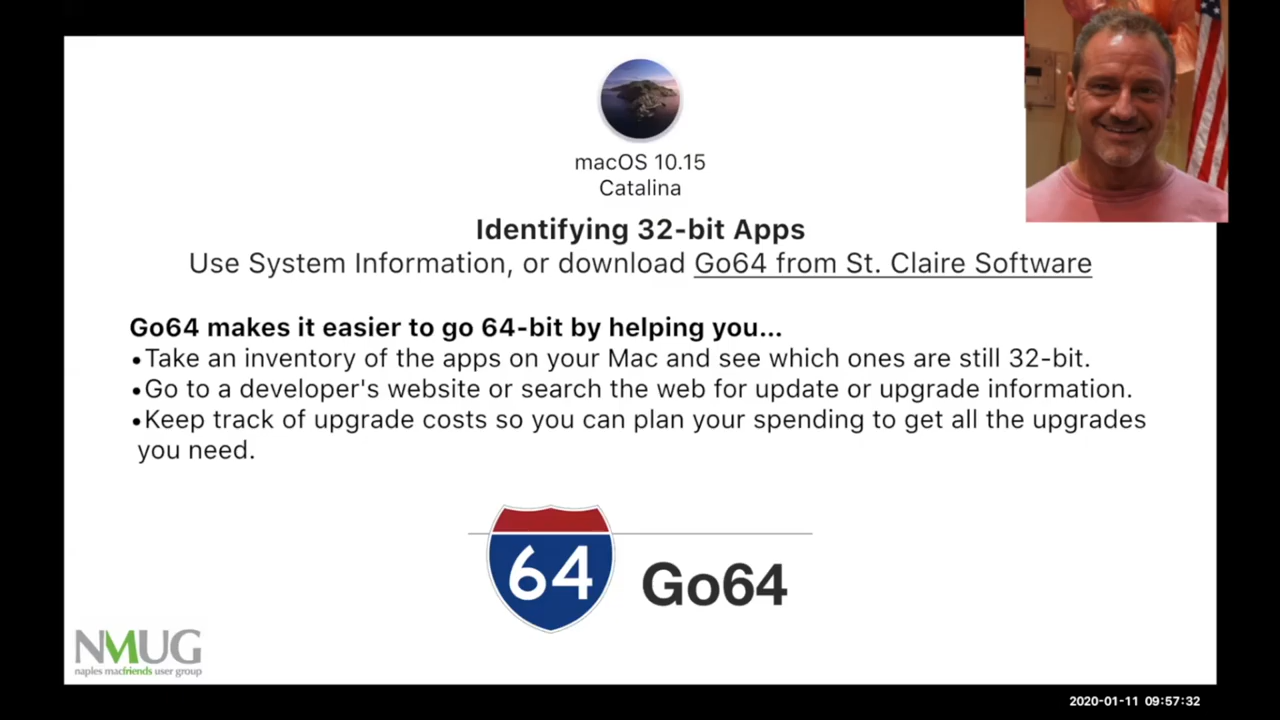 macOS 10.15
Catalina
Identifying 32-bit Apps
Use System Information, or download Go64 from St. Claire Software
Go64 makes it easier to go 64-bit by helping you...
•Take an inventory of the apps on your Mac and see which ones are still 32-bit.
•Go to a developer's website or search the web for update or upgrade information.
•Keep track of upgrade costs so you can plan your spending to get all the upgrades
you need.
64
Go64
NMUG
naples macfriends user group
2020-01-11 09:57:32